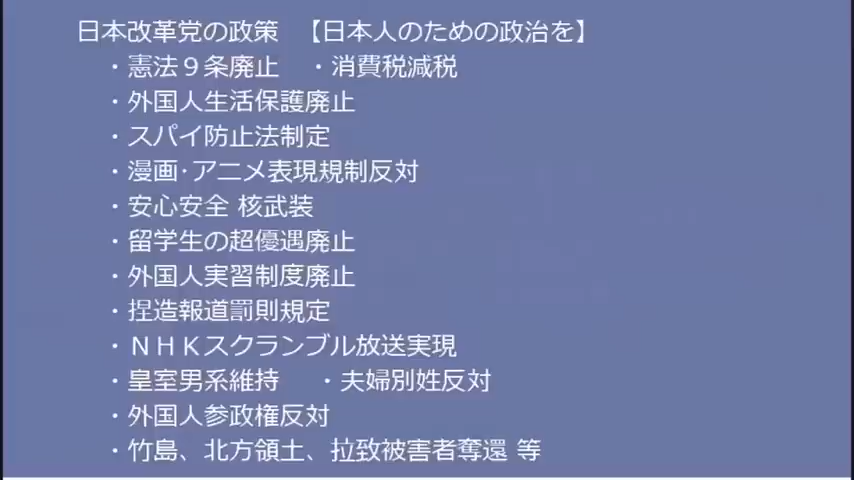 日本改革党の政策 【日本人のための政治を】
・憲法９条廃止 ・消費税減税
・外国人生活保護廃止
・スパイ防止法制定
・漫画･アニメ表現規制反対
・安心安全 核武装
・留学生の超優遇廃止
・外国人実習制度廃止
・捏造報道罰則規定
・ＮＨＫスクランブル放送実現
・皇室男系維持 ・夫婦別姓反対
・外国人参政権反対
・竹島、北方領土、拉致被害者奪還 等